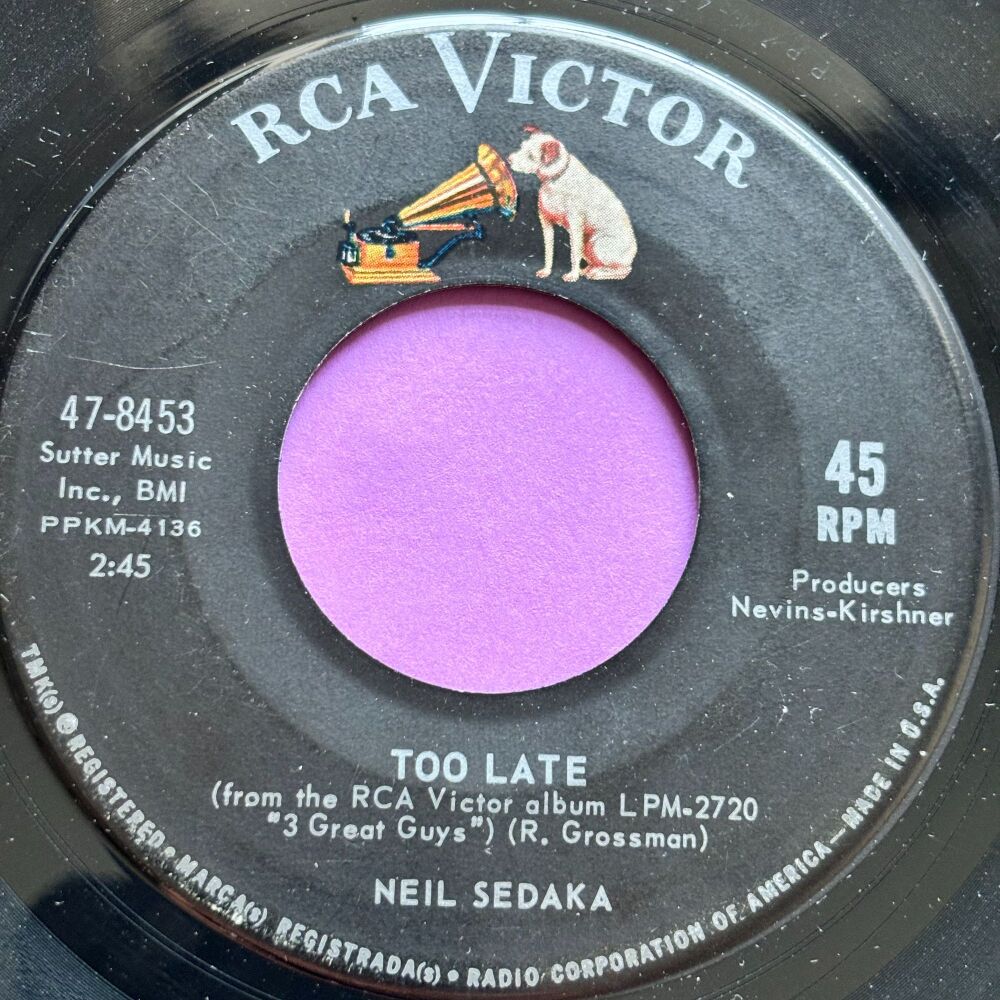 RCA VICTOR
47-8453
Sutter Music
Inc., BMI
PPKM-4136
2:45
45
RPM
Producers
Nevins-Kirshner
TOO LATE
(from the RCA Victor album LPM-2720
"3 Great Guys") (R. Grossman)
NEIL SEDAKA
TMK(s) ® REGISTERED • MARCA(s) REGISTRADA(s) • RADIO CORPORATION OF AMERICA—MADE IN U.S.A.